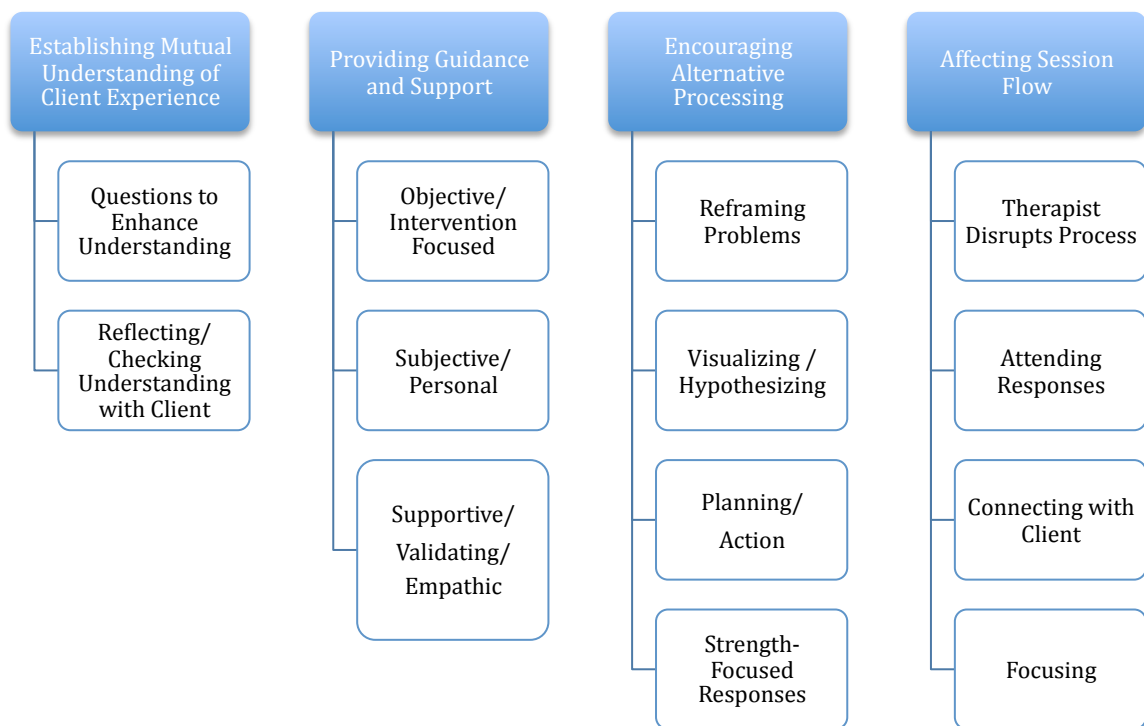 Establishing Mutual
Understanding of
Client Experience
Questions to
Enhance
Understanding
Reflecting/
Checking
Understanding
with Client
Providing Guidance
and Support
Objective/
Intervention
Focused
Subjective/
Personal
Supportive/
Validating/
Empathic
Encouraging
Alternative
Processing
Reframing
Problems
Visualizing /
Hypothesizing
Planning/
Action
Strength-
Focused
Responses
Affecting Session
Flow
Therapist
Disrupts Process
Attending
Responses
Connecting with
Client
Focusing